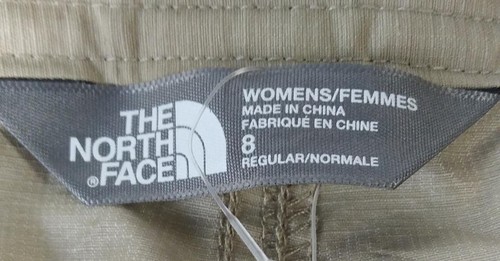 THE
NORTH
®FACE
WOMENS/FEMMES
MADE IN CHINA
FABRIQUÉ EN CHINE
8
REGULAR/NORMALE